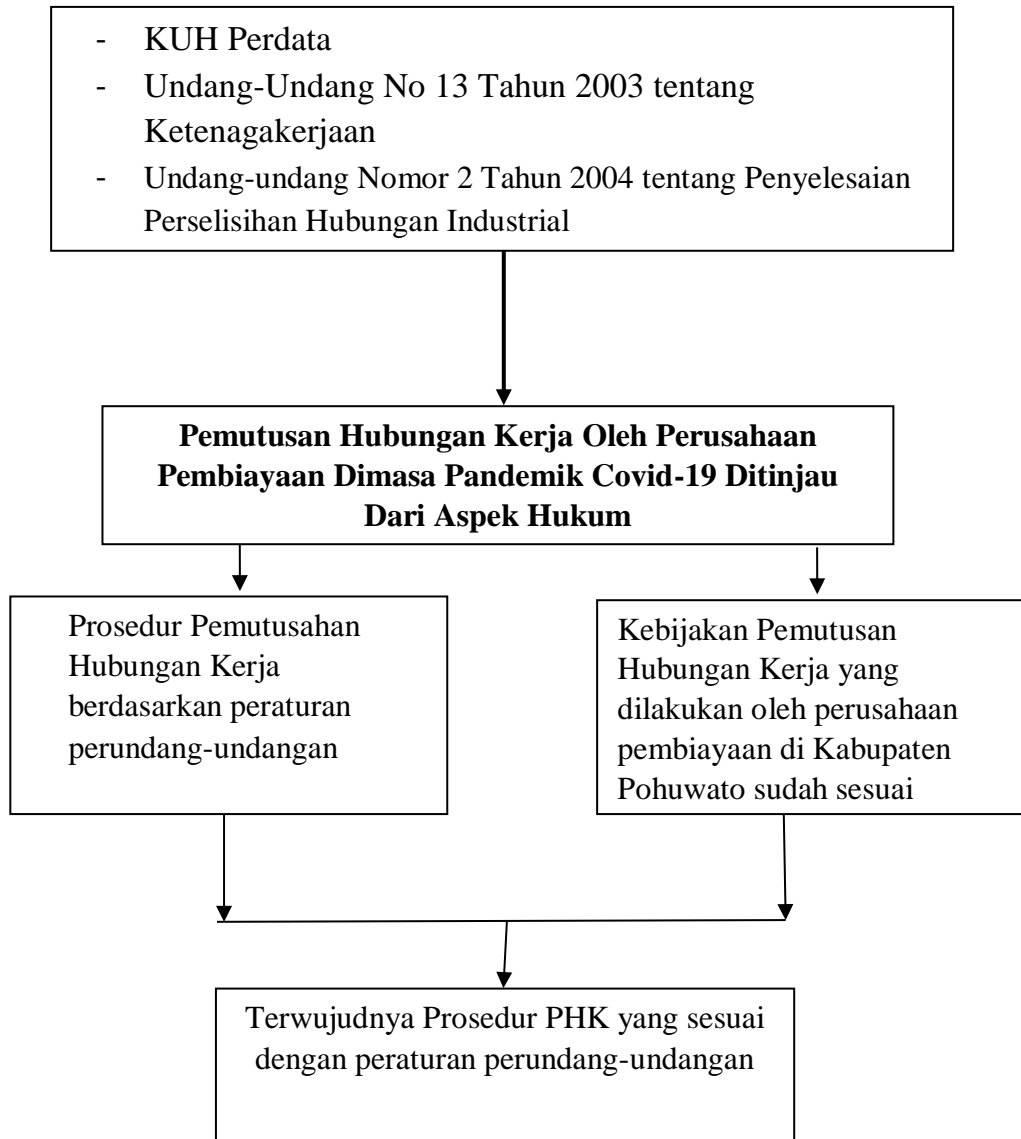 - KUH Perdata
- Undang-Undang No 13 Tahun 2003 tentang
Ketenagakerjaan
- Undang-undang Nomor 2 Tahun 2004 tentang Penyelesaian
Perselisihan Hubungan Industrial
Pemutusan Hubungan Kerja Oleh Perusahaan
Pembiayaan Dimasa Pandemik Covid-19 Ditinjau
Dari Aspek Hukum
Prosedur Pemutusahan
Hubungan Kerja
berdasarkan peraturan
perundang-undangan
Kebijakan Pemutusan
Hubungan Kerja yang
dilakukan oleh perusahaan
pembiayaan di Kabupaten
Pohuwato sudah sesuai
Terwujudnya Prosedur PHK yang sesuai
dengan peraturan perundang-undangan